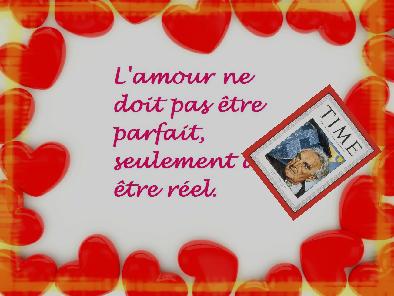 L'amour ne
doit pas être
parfait,
seulement
être réel.
TIME